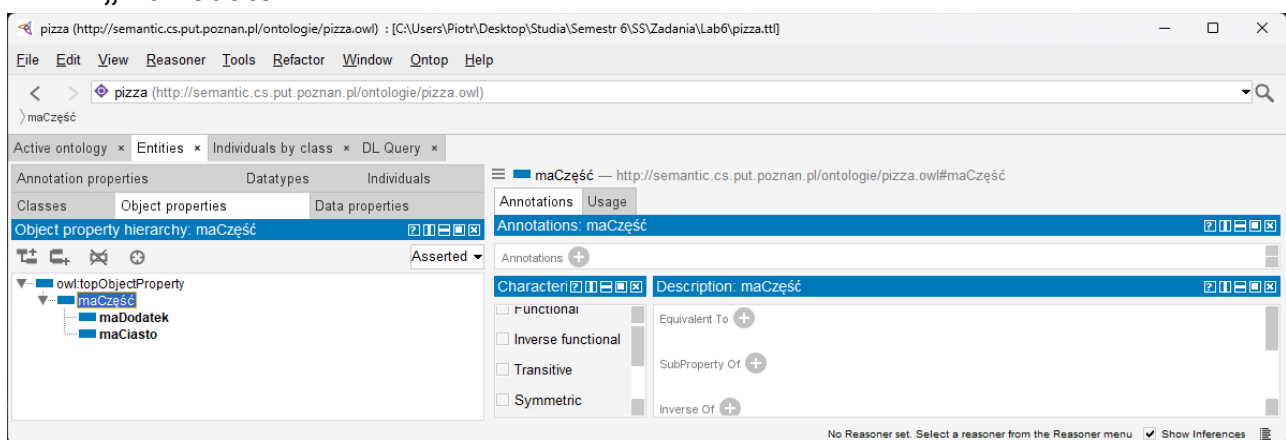 pizza (http://semantic.cs.put.poznan.pl/ontologie/pizza.owl) : [C:\Users\Piotr\Desktop\Studia\Semestr 6\SS\Zadania\Lab6\pizza.ttl]
File Edit View Reasoner Tools Refactor Window Ontop Help
pizza (http://semantic.cs.put.poznan.pl/ontologie/pizza.owl)
maCzęść
Active ontology × Entities × Individuals by class × DL Query ×
Annotation properties Datatypes Individuals
Classes Object properties Data properties
Object property hierarchy: maCzęść
Asserted
owl:topObjectProperty
maCzęść
maDodatek
maCiasto
maCzęść — http://semantic.cs.put.poznan.pl/ontologie/pizza.owl#maCzęść
Annotations Usage
Annotations: maCzęść
Annotations
Characteri
Functional
Inverse functional
Transitive
Symmetric
Description: maCzęść
Equivalent To
SubProperty Of
Inverse Of
No Reasoner set. Select a reasoner from the Reasoner menu Show Inferences